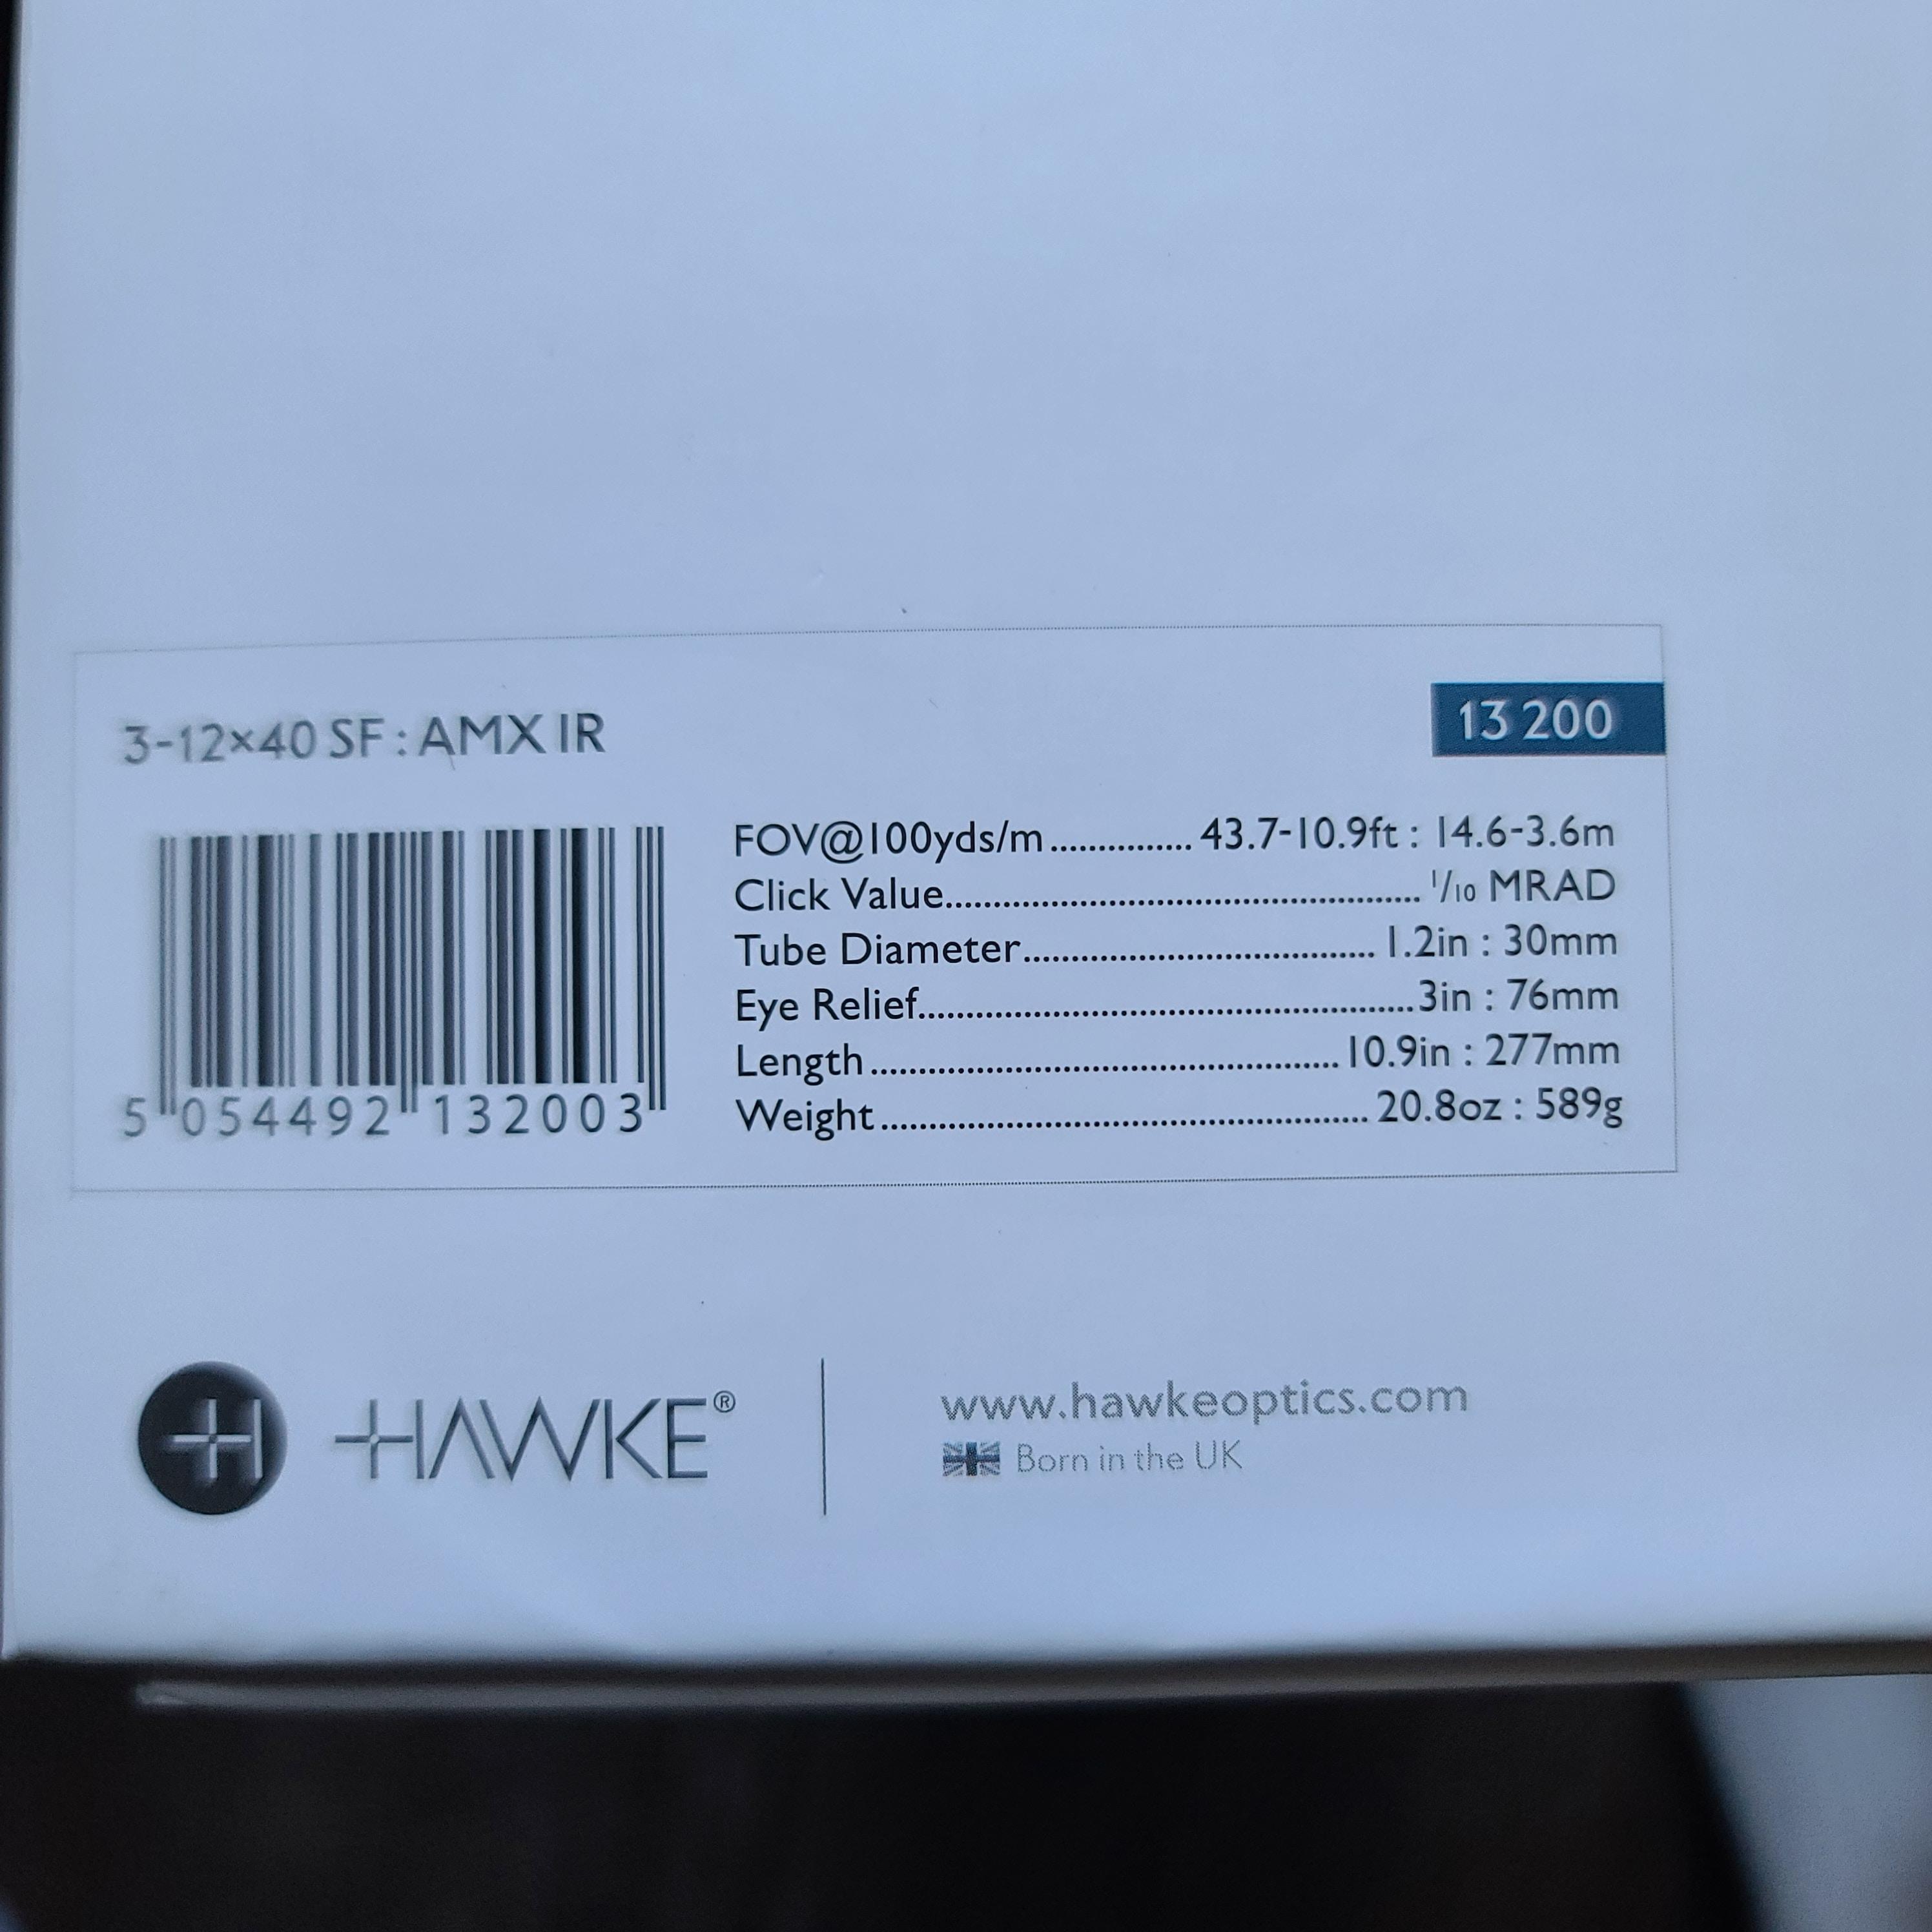 3-12×40 SF : AMX IR
13 200
FOV@100yds/m............... 43.7-10.9ft : 14.6-3.6m
Click Value.................................................. 1/10 MRAD
Tube Diameter..................................... 1.2in : 30mm
Eye Relief....................................................3in : 76mm
Length................................................. 10.9in : 277mm
Weight................................................... 20.8oz : 589g
5 054492 132003
HAWKE®
www.hawkeoptics.com
Born in the UK